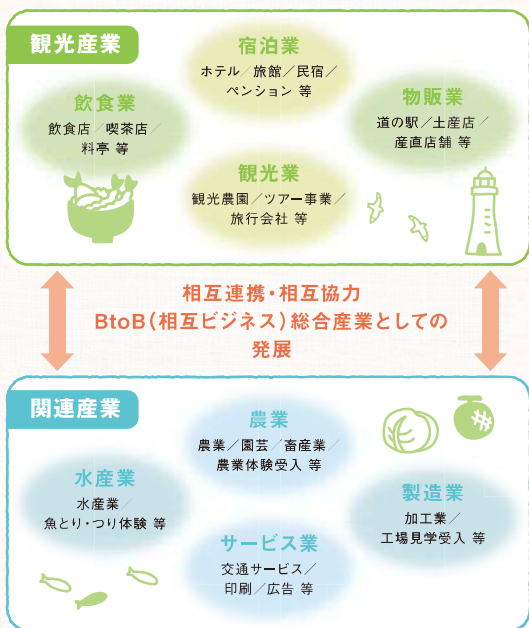 観光産業
宿泊業
ホテル／旅館／民宿／
ペンション 等
飲食業
飲食店／喫茶店／
料亭 等
物販業
道の駅／土産店／
産直店舗 等
観光業
観光農園／ツアー事業／
旅行会社 等
相互連携・相互協力
BtoB（相互ビジネス）総合産業としての
発展
関連産業
農業
農業／園芸／畜産業／
農業体験受入 等
水産業
水産業／
魚とり・つり体験 等
製造業
加工業／
工場見学受入 等
サービス業
交通サービス／
印刷／広告 等